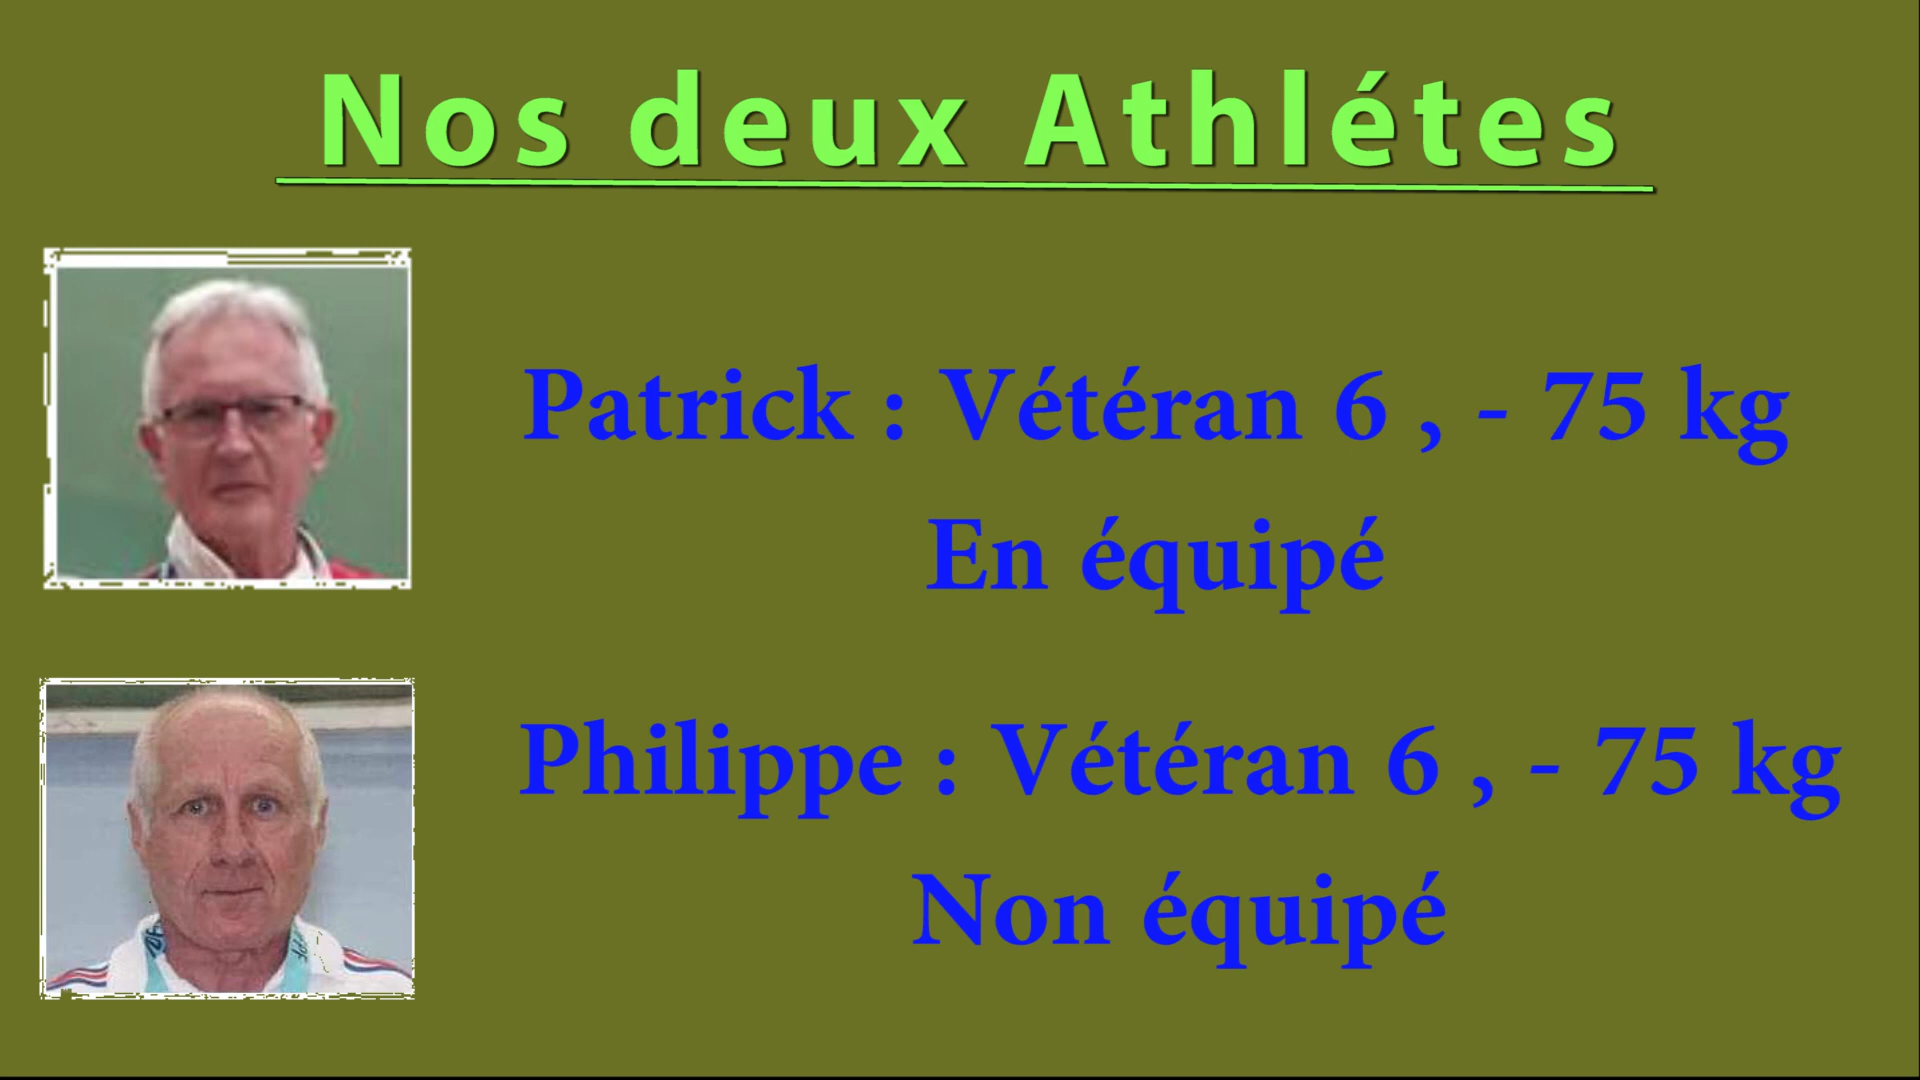 Nos deux Athlétes
Patrick : Vétéran 6 , - 75 kg
En équipé
Philippe : Vétéran 6 , - 75 kg
Non équipé